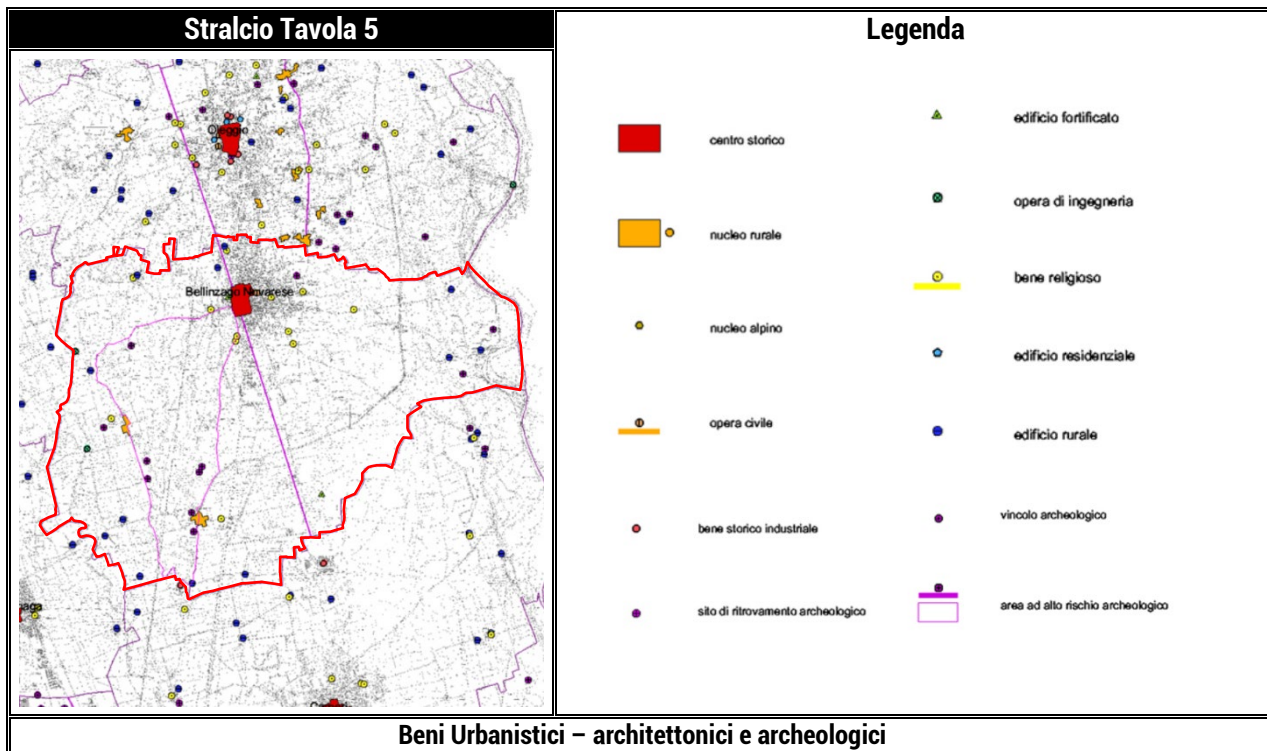 Stralcio Tavola 5
Legenda
Oleggio
Bellinzago Novarese
centro storico
nucleo rurale
nucleo alpino
opera civile
bene storico industriale
sito di ritrovamento archeologico
edificio fortificato
opera di ingegneria
bene religioso
edificio residenziale
edificio rurale
vincolo archeologico
area ad alto rischio archeologico
Beni Urbanistici – architettonici e archeologici